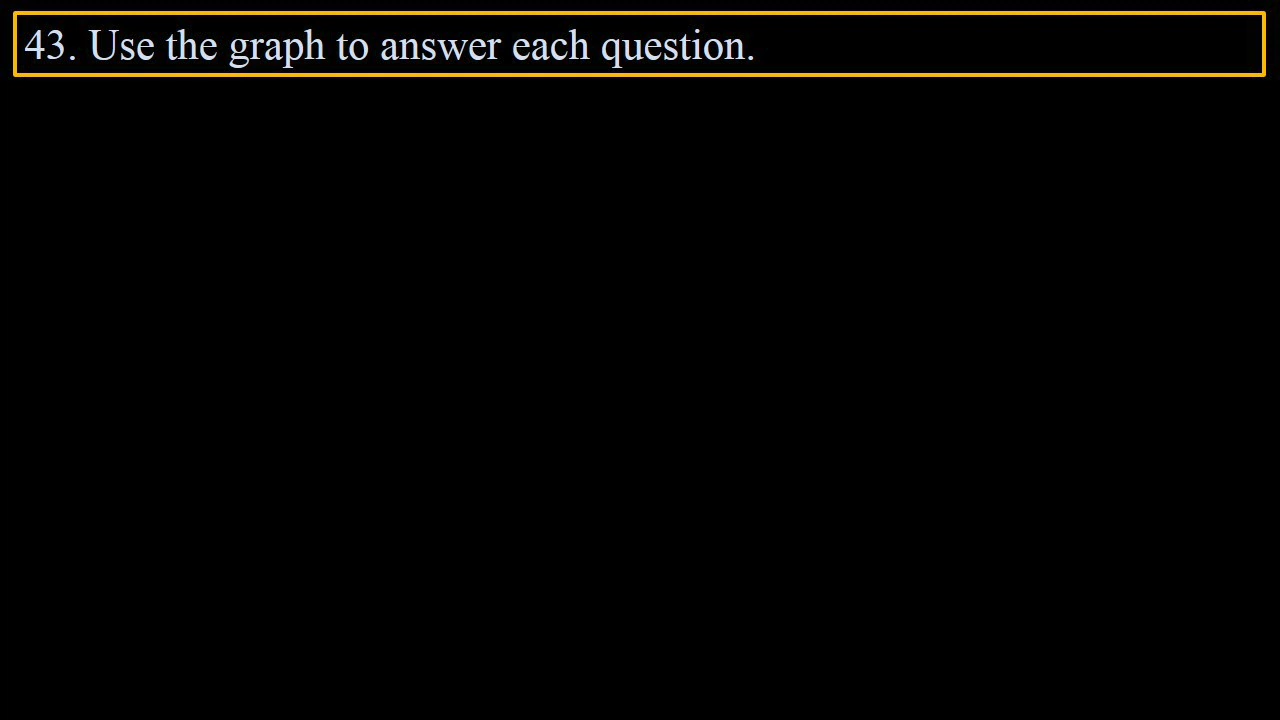 43. Use the graph to answer each question.